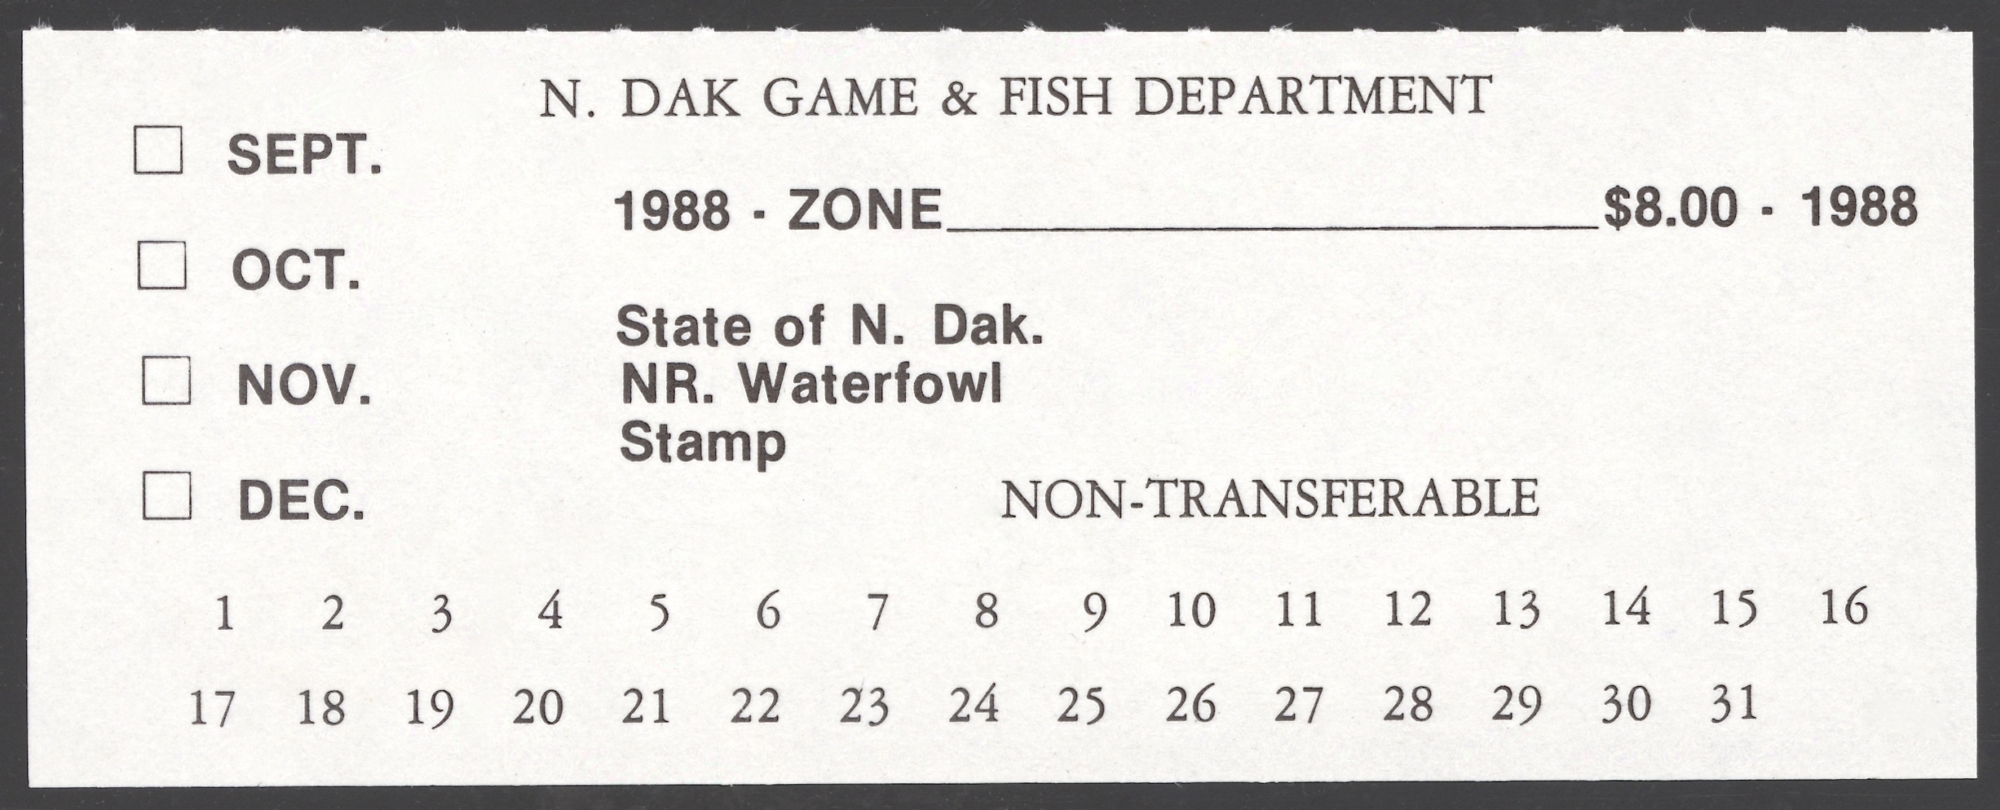 N. DAK GAME & FISH DEPARTMENT
SEPT.
1988 - ZONE $8.00 - 1988
OCT.
State of N. Dak.
NR. Waterfowl
NOV.
Stamp
DEC.
NON-TRANSFERABLE
1 2 3 4 5 6 7 8 9 10 11 12 13 14 15 16
17 18 19 20 21 22 23 24 25 26 27 28 29 30 31